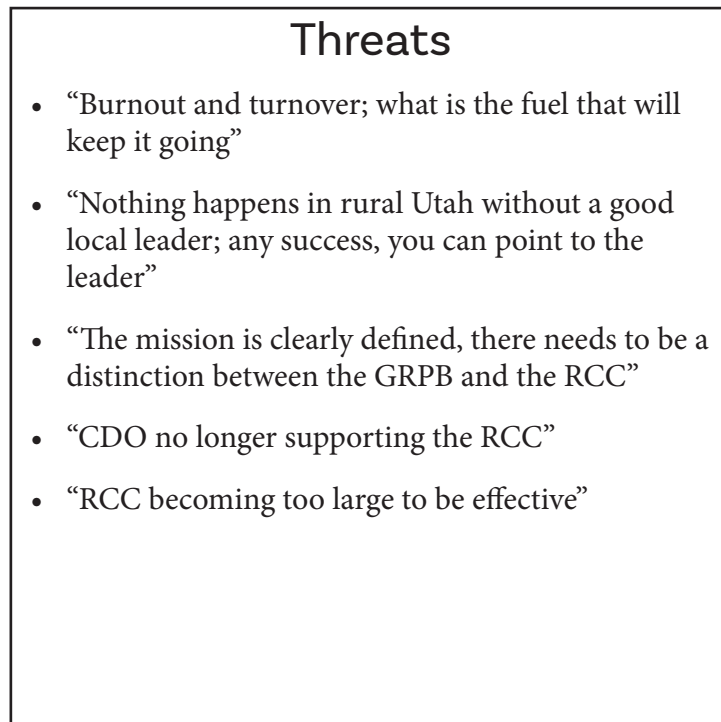 Threats
• “Burnout and turnover; what is the fuel that will
keep it going”
• “Nothing happens in rural Utah without a good
local leader; any success, you can point to the
leader”
• “The mission is clearly defined, there needs to be a
distinction between the GRPB and the RCC”
• “CDO no longer supporting the RCC”
• “RCC becoming too large to be effective”